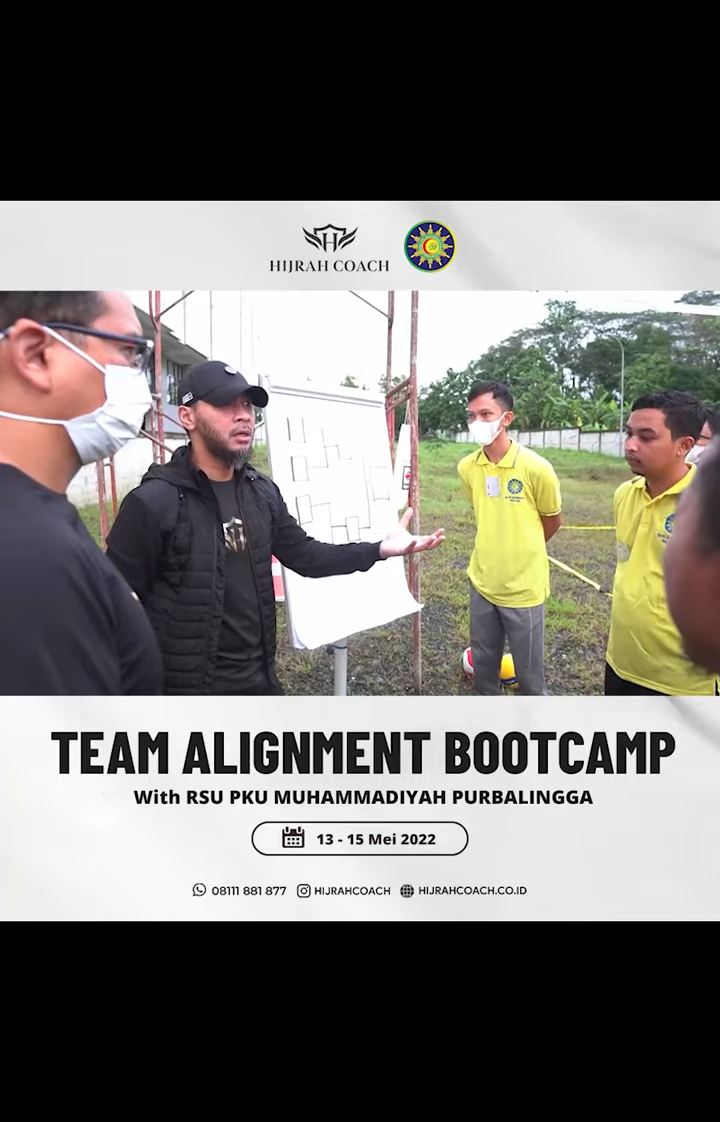 HIJRAH COACH
TEAM ALIGNMENT BOOTCAMP
With RSU PKU MUHAMMADIYAH PURBALINGGA
13 - 15 Mei 2022
08111 881 877 HIJRAHCOACH HIJRAHCOACH.CO.ID